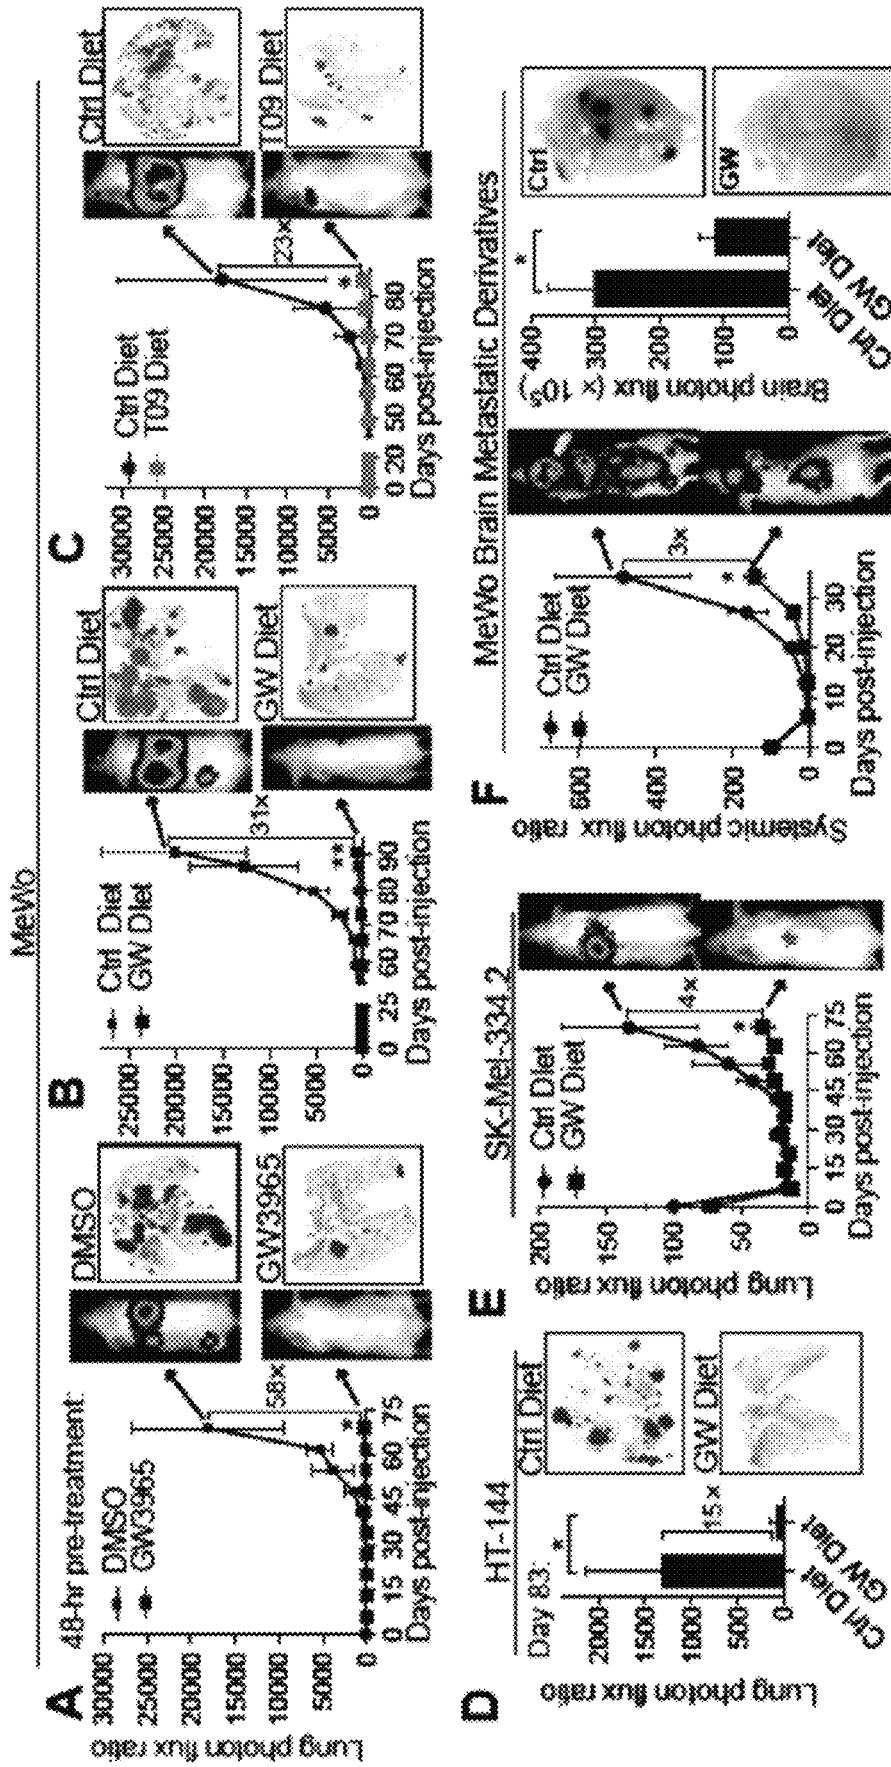 MeWo
A
48-hr pre-treatment:
DMSO
GW3965
Lung photon flux ratio
30000
25000
20000
15000
10000
5000
0
0 15 30 45 60 75
Days post-injection
58x
*
DMSO
GW3965
B
Ctrl Diet
GW Diet
25000
20000
15000
10000
5000
0
0 25 60 70 80 90
Days post-injection
31x
**
Ctrl Diet
GW Diet
C
Ctrl Diet
T09 Diet
30000
25000
20000
15000
10000
5000
0
0 20 50 60 70 80
Days post-injection
23x
*
Ctrl Diet
T09 Diet
D
HT-144
Day 83:
Lung photon flux ratio
2000
1500
1000
500
0
*
15x
Ctrl Diet
GW Diet
Ctrl Diet
GW Diet
E
SK-Mel-334.2
Ctrl Diet
GW Diet
Lung photon flux ratio
200
150
100
50
0
0 15 30 45 60 75
Days post-injection
4x
*
F
MeWo Brain Metastatic Derivatives
Ctrl Diet
GW Diet
Systemic photon flux ratio
600
400
200
0
0 10 20 30
Days post-injection
3x
*
Brain photon flux (× 10⁵)
400
300
200
100
0
*
Ctrl Diet
GW Diet
Ctrl
GW